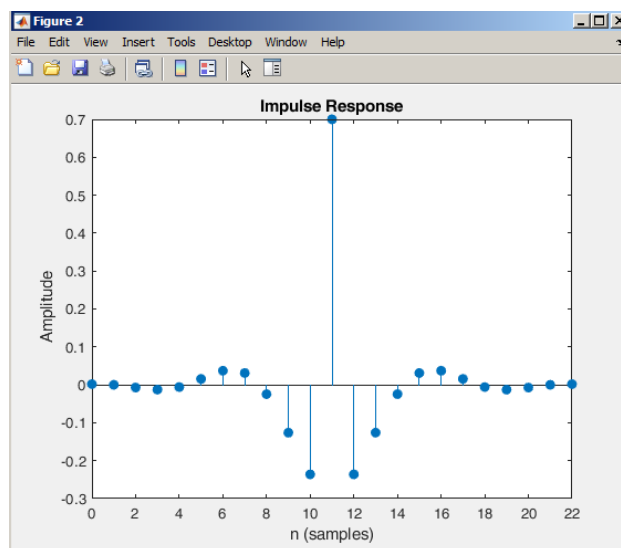 Figure 2
File Edit View Insert Tools Desktop Window Help
Impulse Response
0.7
0.6
0.5
0.4
0.3
0.2
0.1
0
-0.1
-0.2
-0.3
Amplitude
0 2 4 6 8 10 12 14 16 18 20 22
n (samples)